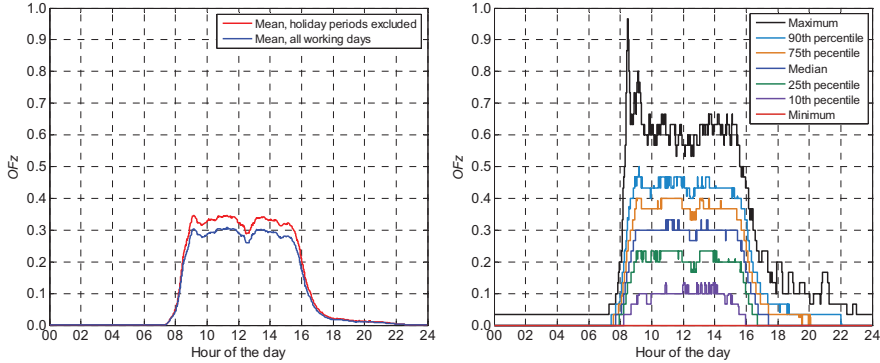 1.0
0.9
0.8
0.7
0.6
0.5
0.4
0.3
0.2
0.1
0.0
OFz
00 02 04 06 08 10 12 14 16 18 20 22 24
Hour of the day
Mean, holiday periods excluded
Mean, all working days
1.0
0.9
0.8
0.7
0.6
0.5
0.4
0.3
0.2
0.1
0.0
OFz
00 02 04 06 08 10 12 14 16 18 20 22 24
Hour of the day
Maximum
90th percentile
75th percentile
Median
25th percentile
10th percentile
Minimum